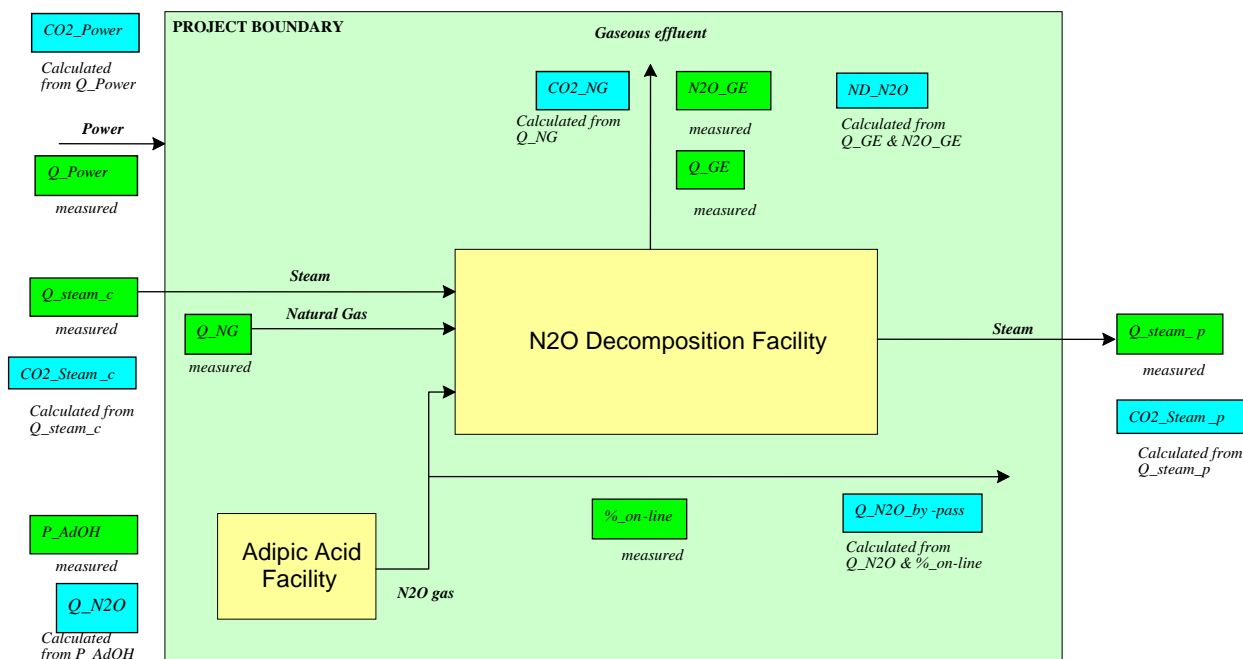 CO2_Power
Calculated
from Q_Power
Power
Q_Power
measured
Q_steam_c
measured
CO2_Steam_c
Calculated from
Q_steam_c
P_AdOH
measured
Q_N2O
Calculated
from P_AdOH
PROJECT BOUNDARY
Gaseous effluent
CO2_NG
Calculated from
Q_NG
N2O_GE
measured
Q_GE
measured
ND_N2O
Calculated from
Q_GE & N2O_GE
Steam
Natural Gas
Q_NG
measured
N2O Decomposition Facility
Steam
Q_steam_ p
measured
CO2_Steam_p
Calculated from
Q_steam_p
%_on-line
measured
Q_N2O_by -pass
Calculated from
Q_N2O & %_on-line
Adipic Acid
Facility
N2O gas